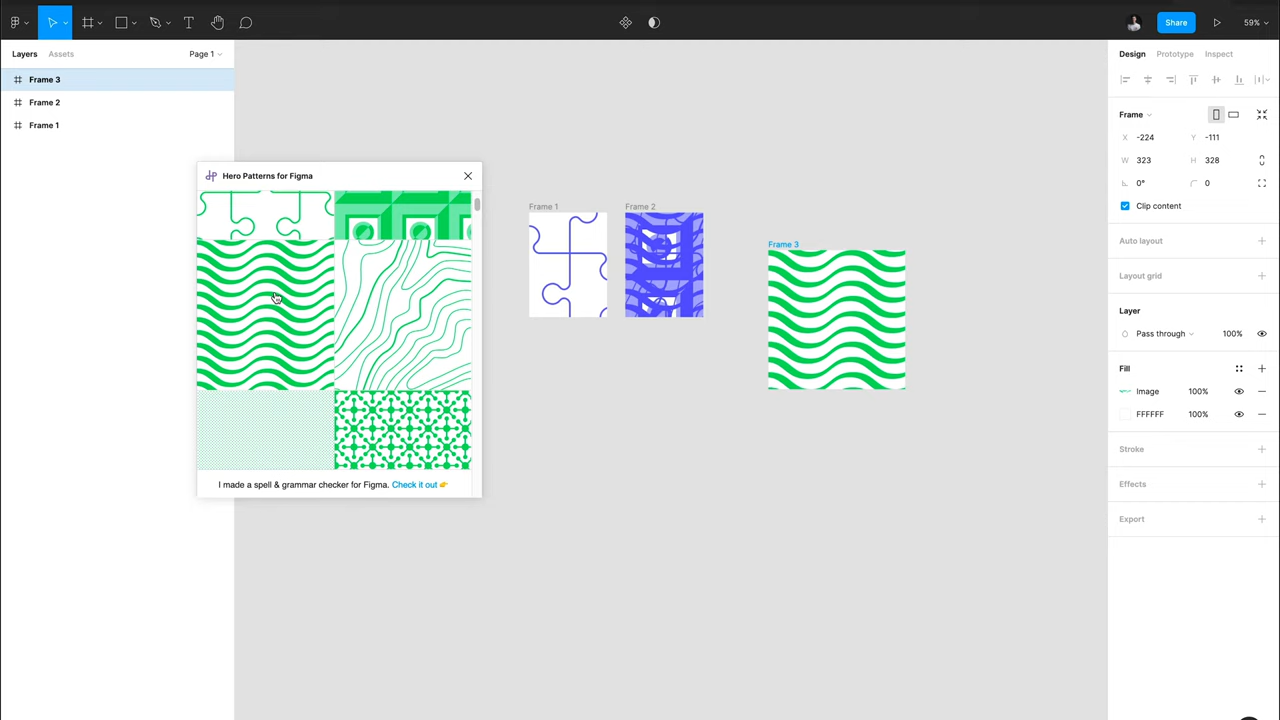 Share
59%
Layers
Assets
Page 1
Design
Prototype
Inspect
Frame 3
Frame 2
Frame 1
Hero Patterns for Figma
I made a spell & grammar checker for Figma. Check it out 👉
Frame 1
Frame 2
Frame 3
Frame
X
-224
Y
-111
W
323
H
328
0°
0
Clip content
Auto layout
Layout grid
Layer
Pass through
100%
Fill
Image
100%
FFFFFF
100%
Stroke
Effects
Export